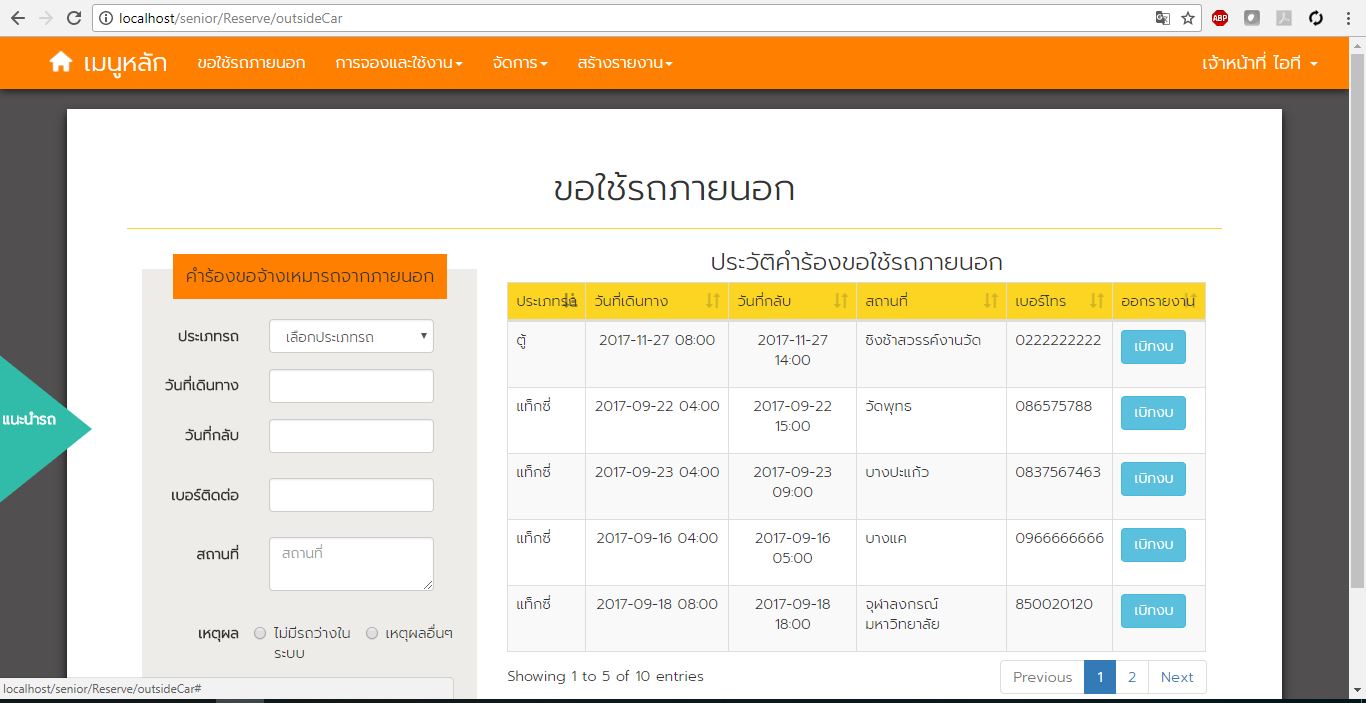 localhost/senior/Reserve/outsideCar
ABP
เมนูหลัก ขอใช้รถภายนอก การจองและใช้งาน จัดการ สร้างรายงาน เจ้าหน้าที่ ไอที
ขอใช้รถภายนอก
คำร้องขอจ้างเหมารถจากภายนอก
ประเภทรถ เลือกประเภทรถ
วันที่เดินทาง
วันที่กลับ
เบอร์ติดต่อ
สถานที่ สถานที่
เหตุผล ไม่มีรถว่างใน เหตุผลอื่นๆ
ระบบ
แนะนำรถ
ประวัติคำร้องขอใช้รถภายนอก
ประเภทรถ วันที่เดินทาง วันที่กลับ สถานที่ เบอร์โทร ออกรายงาน
ตู้ 2017-11-27 08:00 2017-11-27 ชิงช้าสวรรค์งานวัด 0222222222 เบิกงบ
14:00
แท็กซี่ 2017-09-22 04:00 2017-09-22 วัดพุทธ 086575788 เบิกงบ
15:00
แท็กซี่ 2017-09-23 04:00 2017-09-23 บางปะแก้ว 0837567463 เบิกงบ
09:00
แท็กซี่ 2017-09-16 04:00 2017-09-16 บางแค 0966666666 เบิกงบ
05:00
แท็กซี่ 2017-09-18 08:00 2017-09-18 จุฬาลงกรณ์ 850020120 เบิกงบ
18:00 มหาวิทยาลัย
Showing 1 to 5 of 10 entries Previous 1 2 Next
localhost/senior/Reserve/outsideCar#